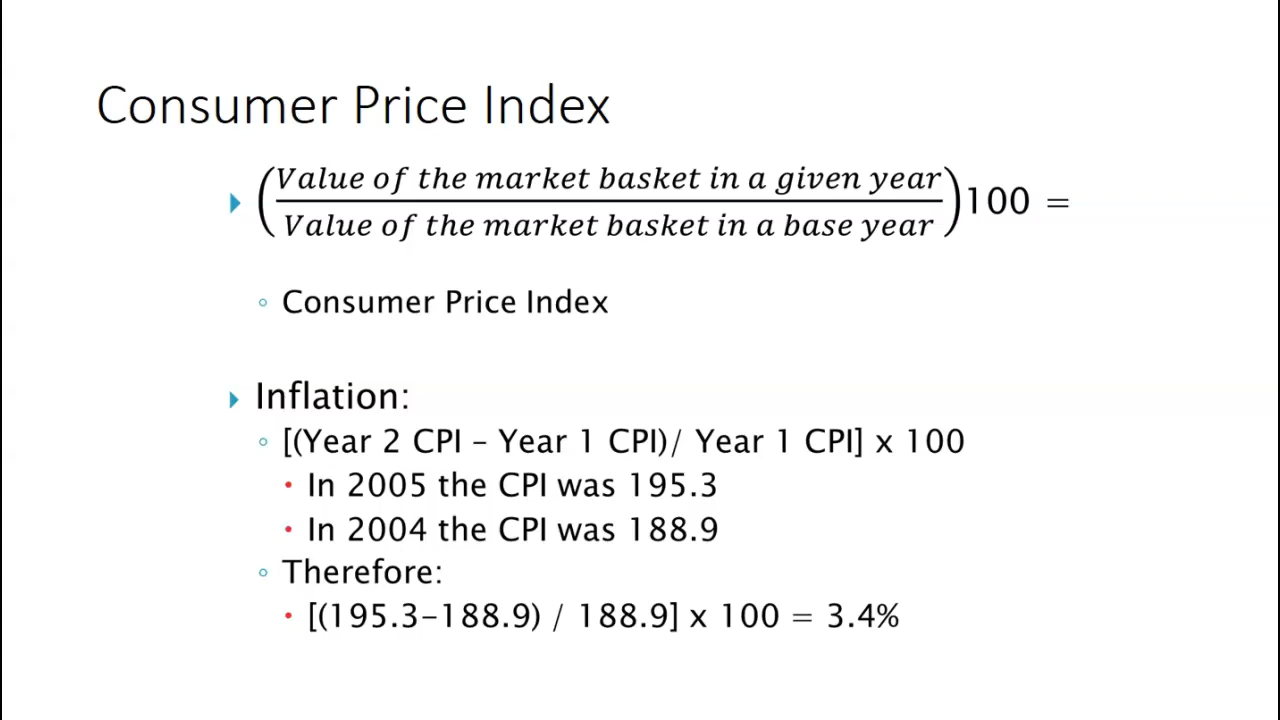 Consumer Price Index
(Value of the market basket in a given year
Value of the market basket in a base year)100 =
Consumer Price Index
Inflation:
[(Year 2 CPI – Year 1 CPI)/ Year 1 CPI] x 100
In 2005 the CPI was 195.3
In 2004 the CPI was 188.9
Therefore:
[(195.3–188.9) / 188.9] x 100 = 3.4%